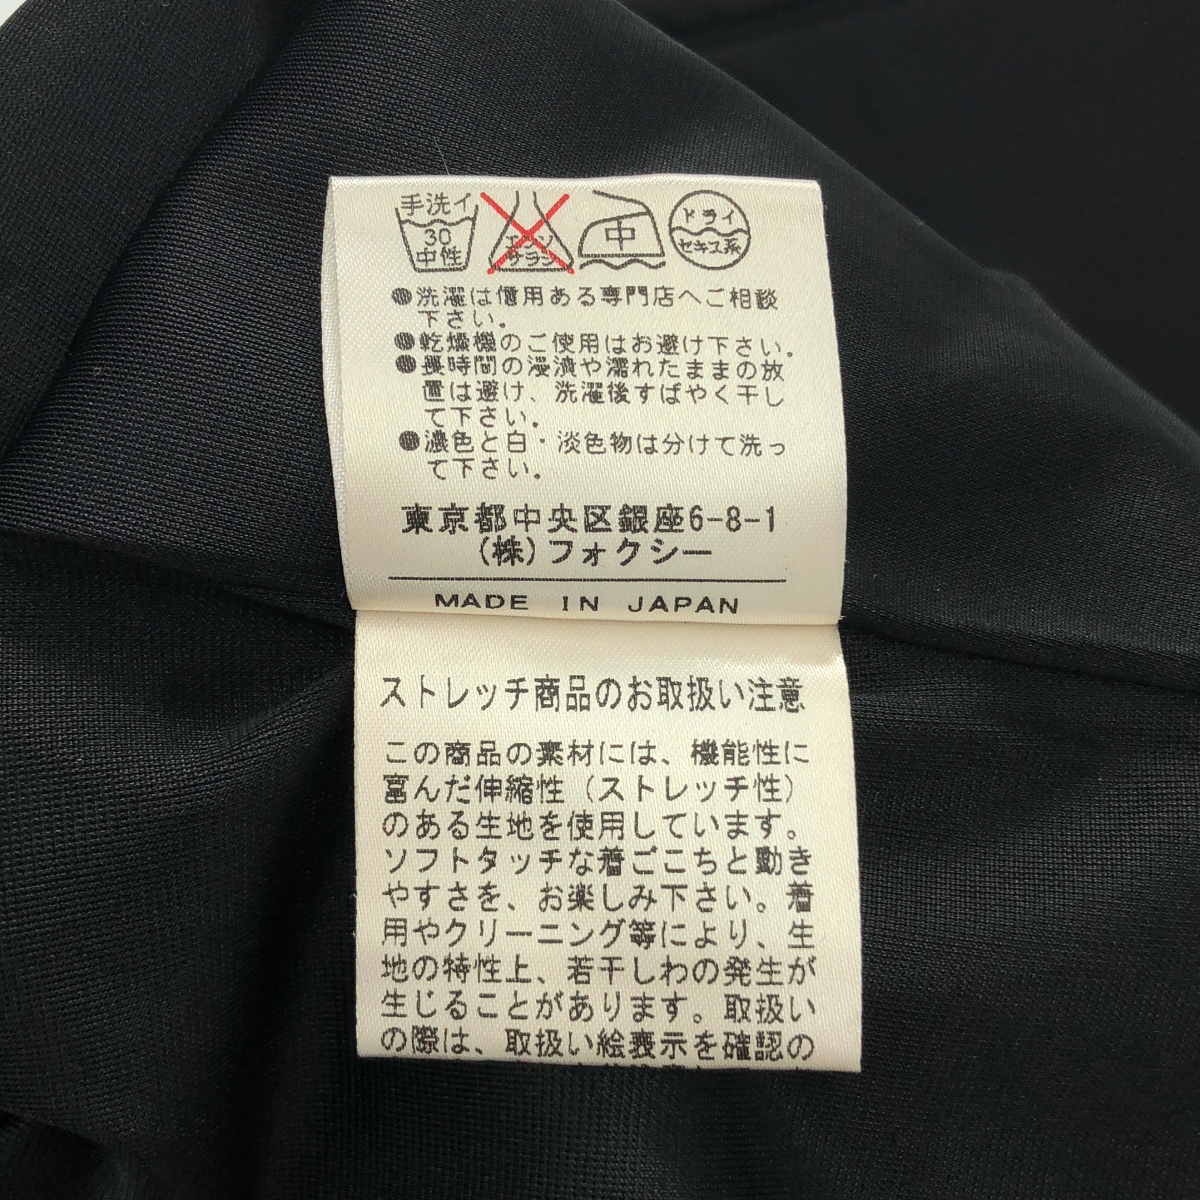 手洗イ
30
中性
エンソ
サラシ
中
ドライ
セキユ系
●洗濯は信用ある専門店へご相談
下さい。
●乾燥機のご使用はお避け下さい。
●長時間の浸漬や濡れたままの放
置は避け、洗濯後すばやく干し
て下さい。
●濃色と白・淡色物は分けて洗っ
て下さい。
東京都中央区銀座6-8-1
(株)フォクシー
MADE IN JAPAN
ストレッチ商品のお取扱い注意
この商品の素材には、機能性に
富んだ伸縮性(ストレッチ性)
のある生地を使用しています。
ソフトタッチな着ごこちと動き
やすさを、お楽しみ下さい。着
用やクリーニング等により、生
地の特性上、若干しわの発生が
生じることがあります。取扱い
の際は、取扱い絵表示を確認の